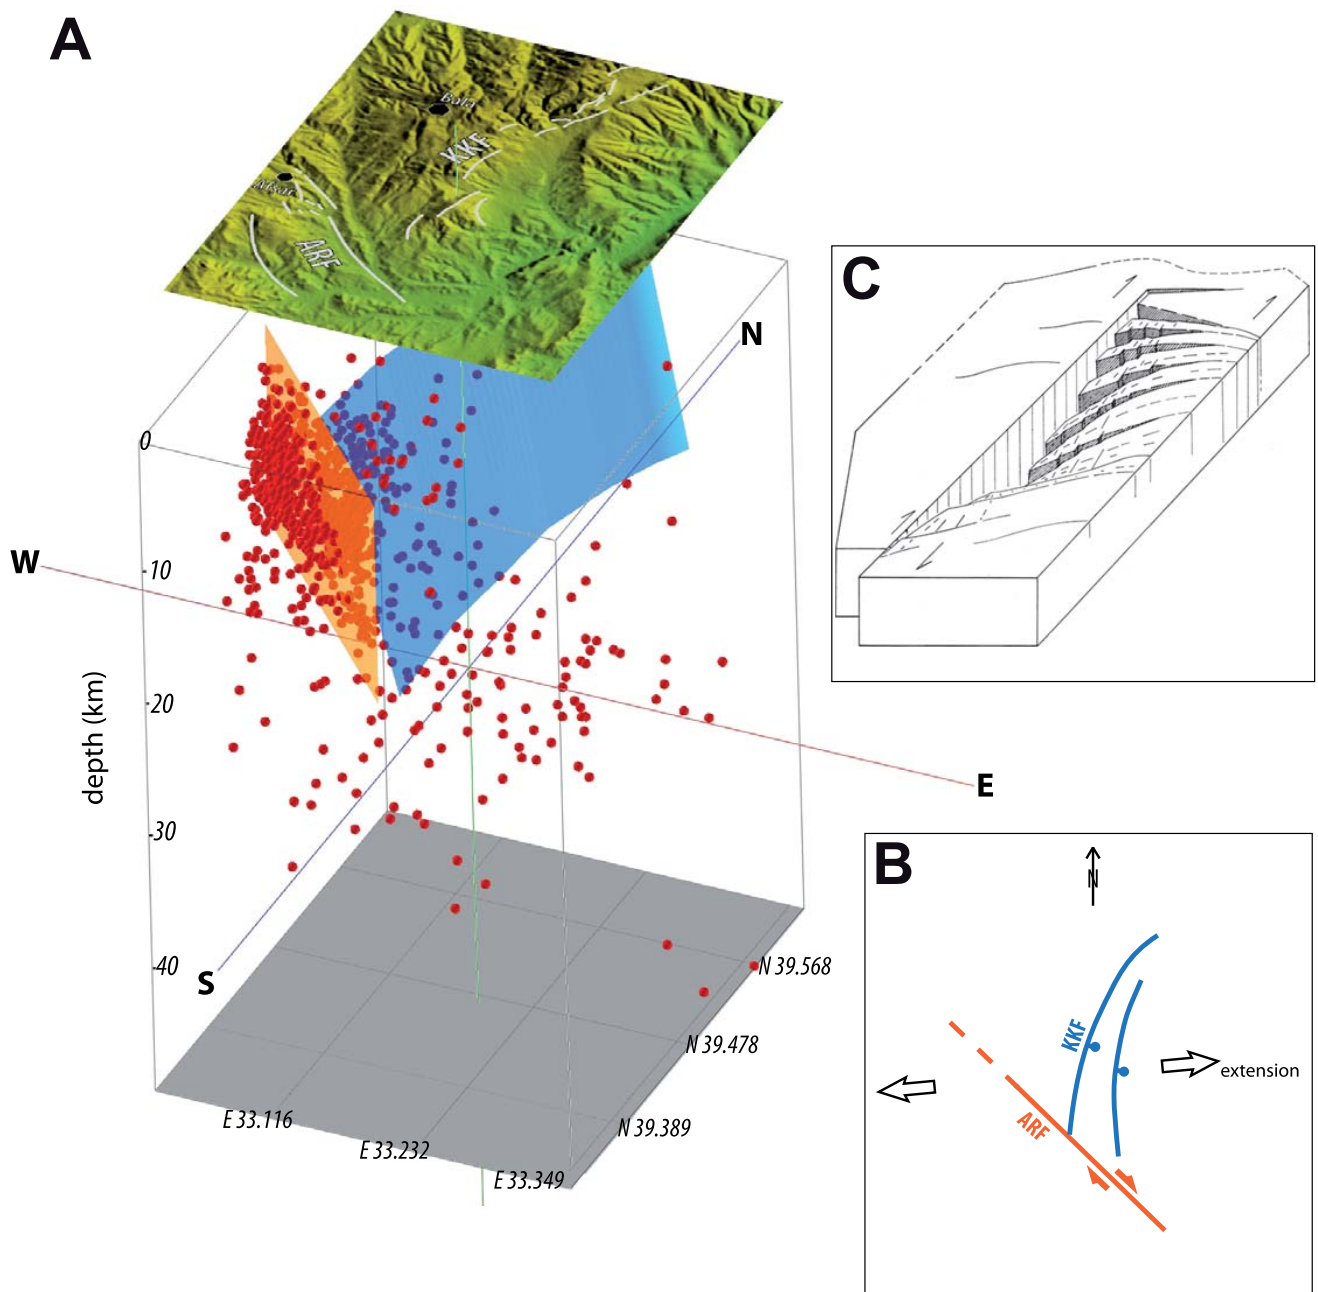 A
Bala
KKF
Afsar
ARF
N
C
0
W
-10
-20
depth (km)
E
-30
B
N
-40
S
N 39.568
KKF
N 39.478
extension
E 33.116
N 39.389
ARF
E 33.232
E 33.349